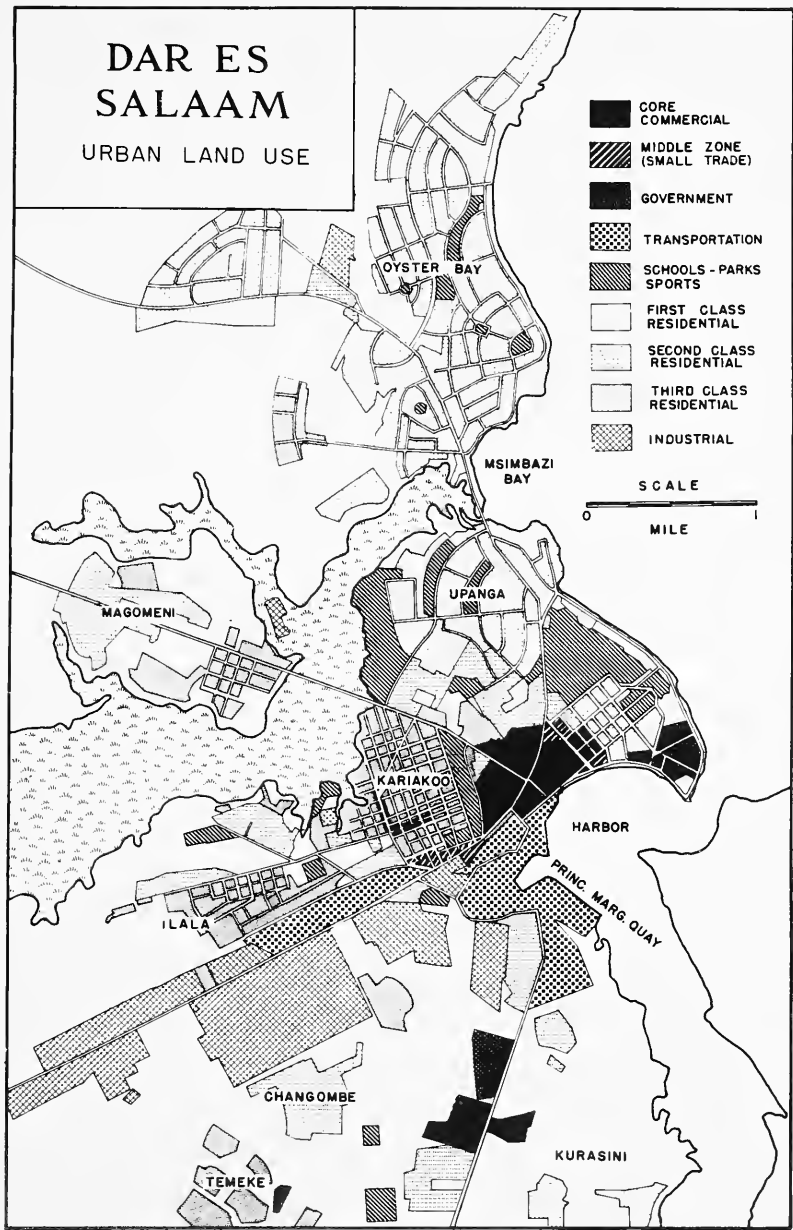 DAR ES
SALAAM
URBAN LAND USE
CORE
COMMERCIAL
MIDDLE ZONE
(SMALL TRADE)
GOVERNMENT
TRANSPORTATION
SCHOOLS - PARKS
SPORTS
FIRST CLASS
RESIDENTIAL
SECOND CLASS
RESIDENTIAL
THIRD CLASS
RESIDENTIAL
INDUSTRIAL
SCALE
0 1
MILE
OYSTER BAY
MSIMBAZI
BAY
UPANGA
MAGOMENI
KARIAKOO
HARBOR
PRINC. MARG. QUAY
ILALA
CHANGOMBE
KURASINI
TEMEKE